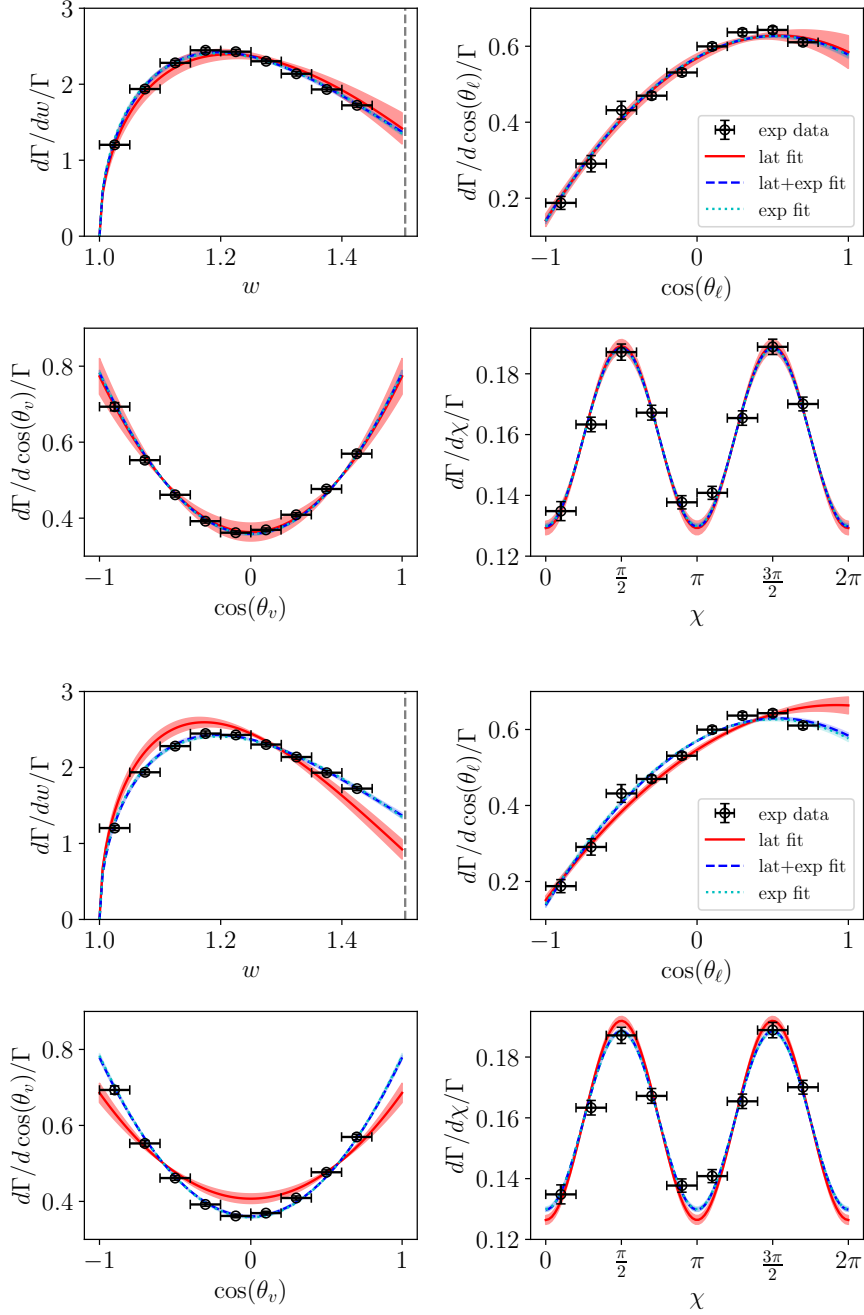 3
2
1
0
1.0 1.2 1.4
w
dΓ/dw/Γ
0.6
0.4
0.2
−1 0 1
cos(θℓ)
dΓ/d cos(θℓ)/Γ
exp data
lat fit
lat+exp fit
exp fit
0.8
0.6
0.4
−1 0 1
cos(θv)
dΓ/d cos(θv)/Γ
0.18
0.16
0.14
0.12
0 π/2 π 3π/2 2π
χ
dΓ/dχ/Γ
3
2
1
0
1.0 1.2 1.4
w
dΓ/dw/Γ
0.6
0.4
0.2
−1 0 1
cos(θℓ)
dΓ/d cos(θℓ)/Γ
exp data
lat fit
lat+exp fit
exp fit
0.8
0.6
0.4
−1 0 1
cos(θv)
dΓ/d cos(θv)/Γ
0.18
0.16
0.14
0.12
0 π/2 π 3π/2 2π
χ
dΓ/dχ/Γ